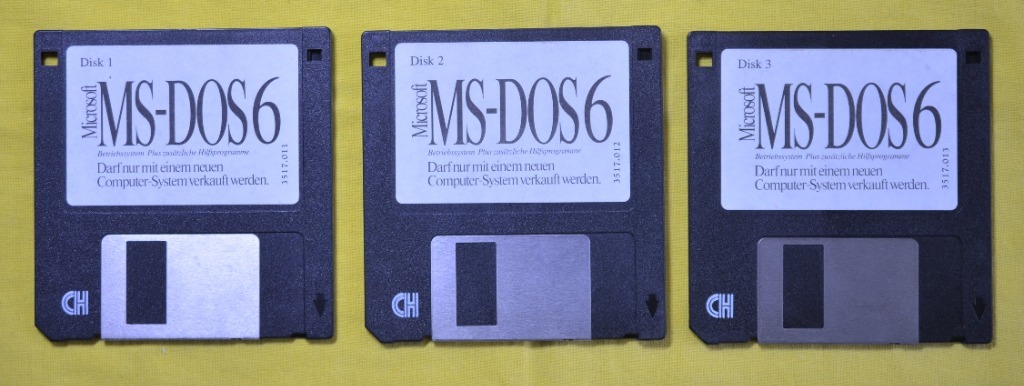 Disk 1
Microsoft
MS-DOS 6
Betriebssystem Plus zusätzliche Hilfsprogramme
Darf nur mit einem neuen
Computer-System verkauft werden.
3517.011
CH
Disk 2
Microsoft
MS-DOS 6
Betriebssystem Plus zusätzliche Hilfsprogramme
Darf nur mit einem neuen
Computer-System verkauft werden.
3517.012
CH
Disk 3
Microsoft
MS-DOS 6
Betriebssystem Plus zusätzliche Hilfsprogramme
Darf nur mit einem neuen
Computer-System verkauft werden.
3517.013
CH